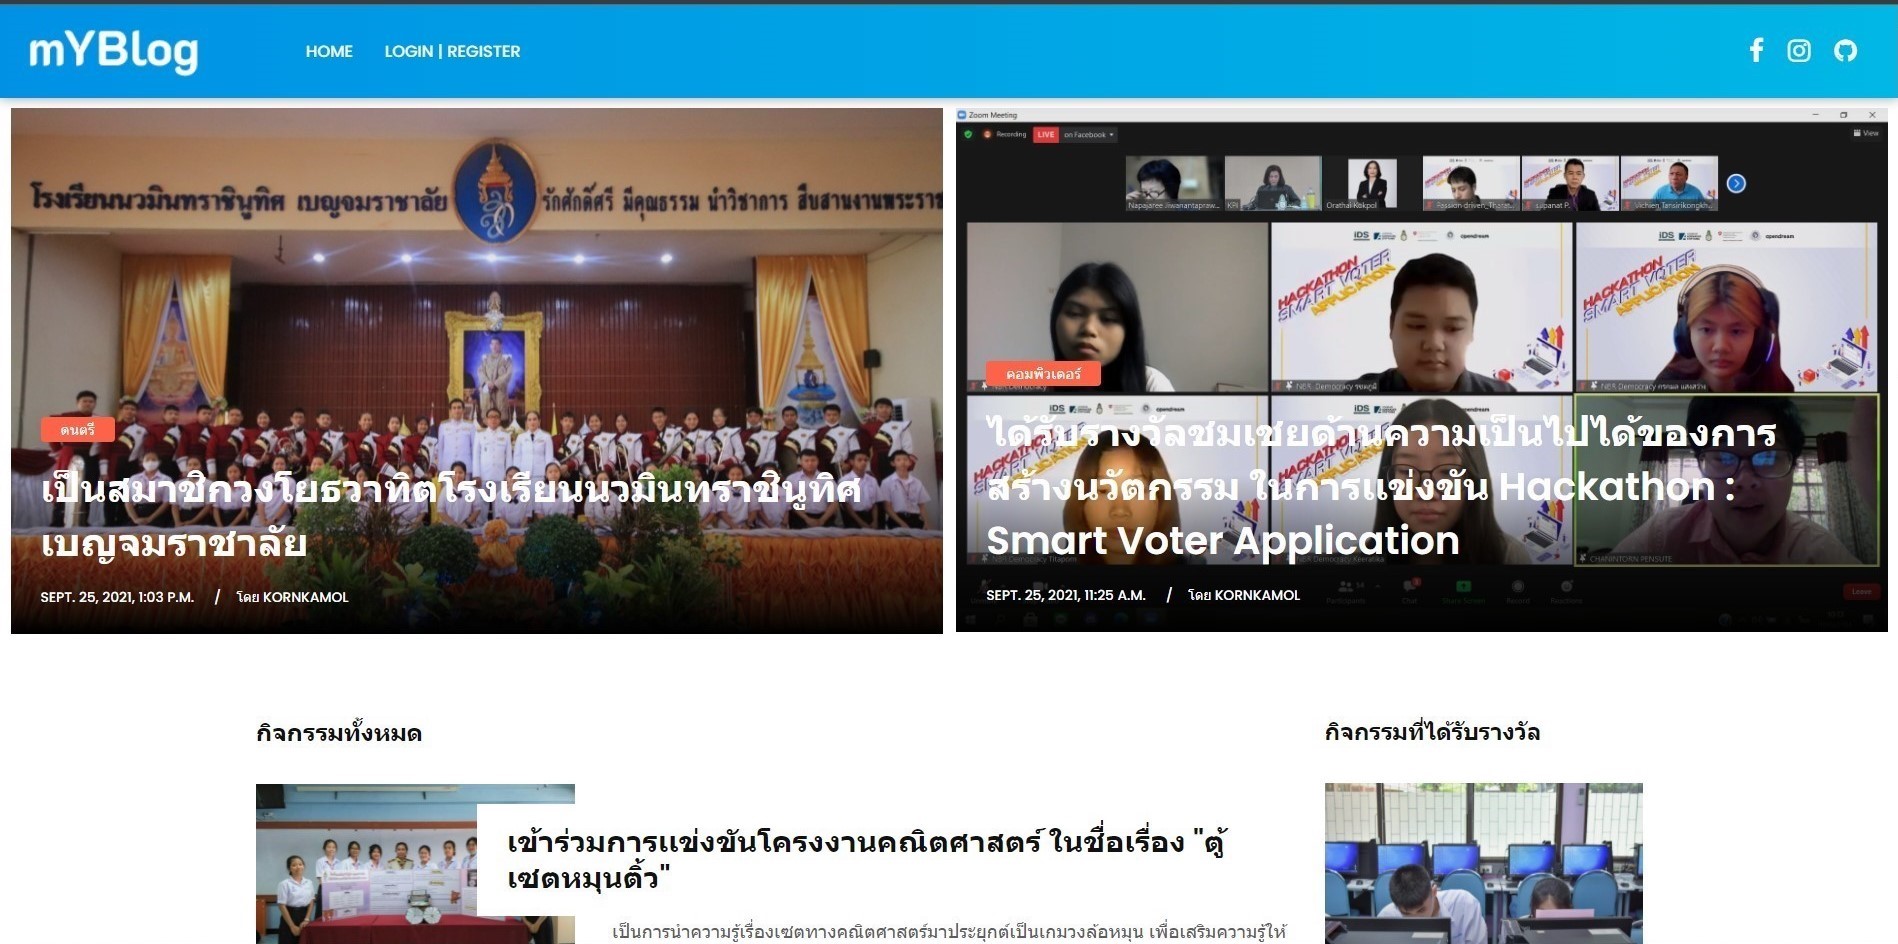 mYBlog
HOME
LOGIN | REGISTER
โรงเรียนนวมินทราชินูทิศ เบญจมราชาลัย
รักศักดิ์ศรี มีคุณธรรม นำวิชาการ สืบสานงานพระราช
ดนตรี
เป็นสมาชิกวงโยธวาทิตโรงเรียนนวมินทราชินูทิศ
เบญจมราชาลัย
SEPT. 25, 2021, 1:03 P.M. / โดย KORNKAMOL
Zoom Meeting
Recording
LIVE
on Facebook
View
KPI
Orathai Kokpol
HACKATHON
SMART VOTER
APPLICATION
HACKATHON
SMART VOTER
APPLICATION
IDS
opendream
IDS
opendream
คอมพิวเตอร์
NBR Democracy
NBR Democracy
IDS
opendream
IDS
opendream
ได้รับรางวัลชมเชยด้านความเป็นไปได้ของการ
สร้างนวัตกรรม ในการแข่งขัน Hackathon :
Smart Voter Application
CHANINTORN PENSUTE
Participants
Chat
Share Screen
Record
Reactions
Leave
SEPT. 25, 2021, 11:25 A.M. / โดย KORNKAMOL
กิจกรรมทั้งหมด
เข้าร่วมการแข่งขันโครงงานคณิตศาสตร์ ในชื่อเรื่อง "ตู้
เซตหมุนติ้ว"
เป็นการนำความรู้เรื่องเซตทางคณิตศาสตร์มาประยุกต์เป็นเกมวงล้อหมุน เพื่อเสริมความรู้ให้
กิจกรรมที่ได้รับรางวัล